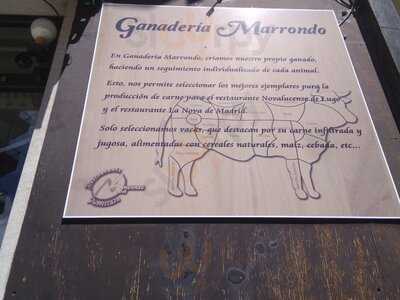 Ganadería Marrondo
En Ganadería Marrondo, criamos nuestro propio ganado,
haciendo un seguimiento individualizado de cada animal.
Esto, nos permite seleccionar los mejores ejemplares para la
producción de carne para el restaurante Novalucense de Lugo
y el restaurante La Nova de Madrid.
Solo seleccionamos vacas, que destacan por su carne infiltrada y
jugosa, alimentadas con cereales naturales, maíz, cebada, etc...